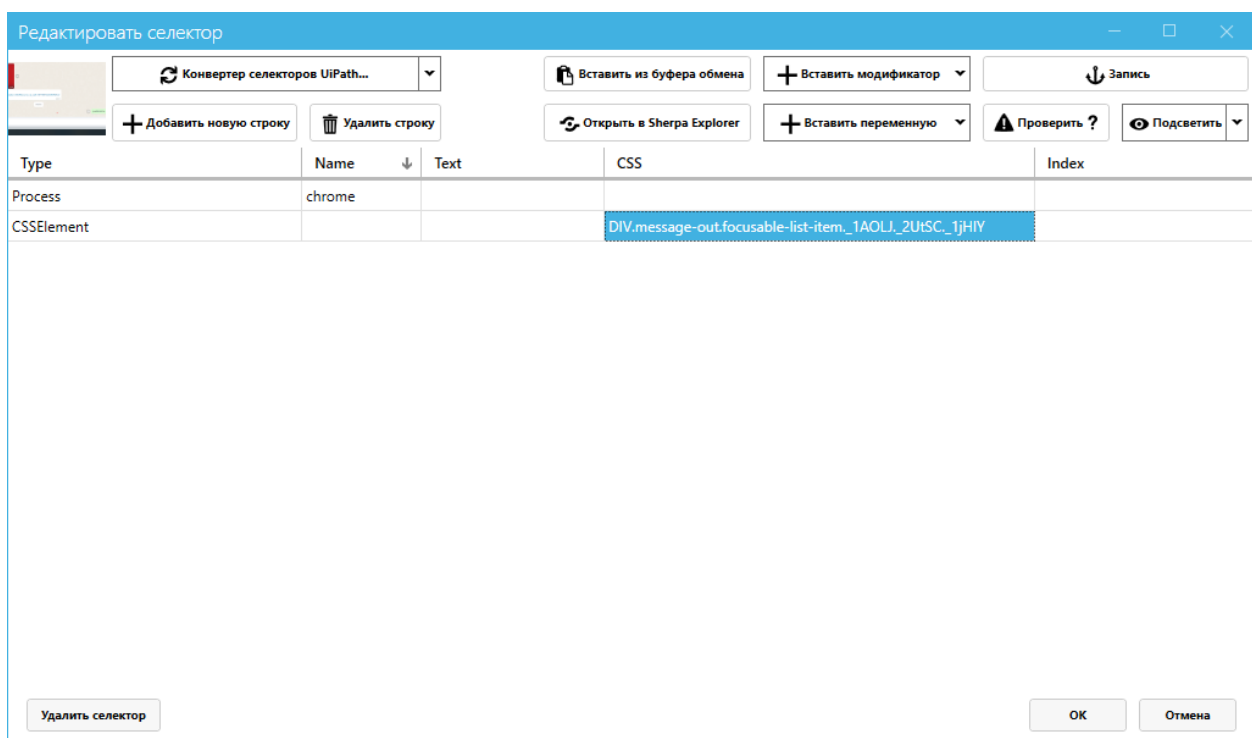 Редактировать селектор
Конвертер селекторов UiPath...
Вставить из буфера обмена
Вставить модификатор
Запись
Добавить новую строку
Удалить строку
Открыть в Sherpa Explorer
Вставить переменную
Проверить ?
Подсветить
Type Name Text CSS Index
Process chrome
CSSElement DIV.message-out.focusable-list-item._1AOLJ._2UtSC._1jHIY
Удалить селектор
ОК
Отмена